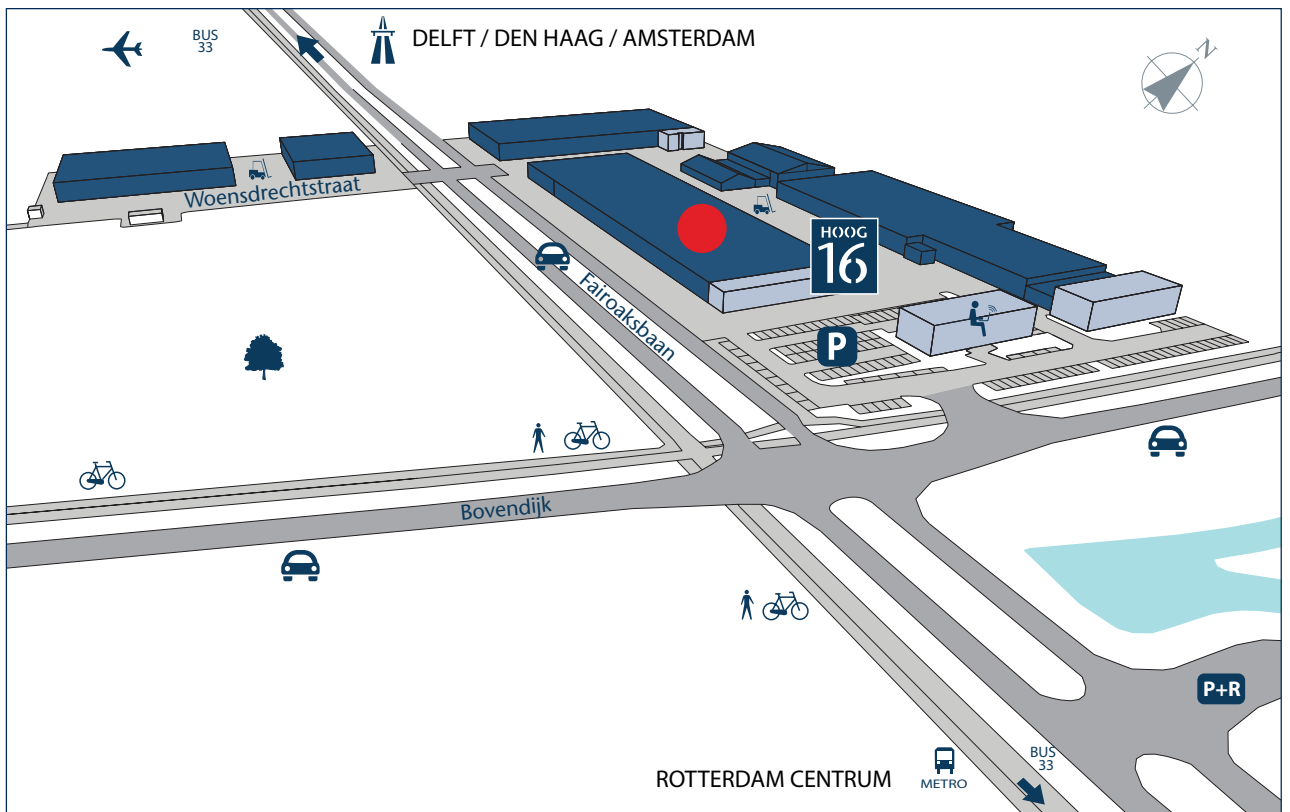 BUS
33
DELFT / DEN HAAG / AMSTERDAM
N
Woensdrechtstraat
HOOG
16
Fairoaksbaan
P
Bovendijk
P+R
ROTTERDAM CENTRUM
METRO
BUS
33